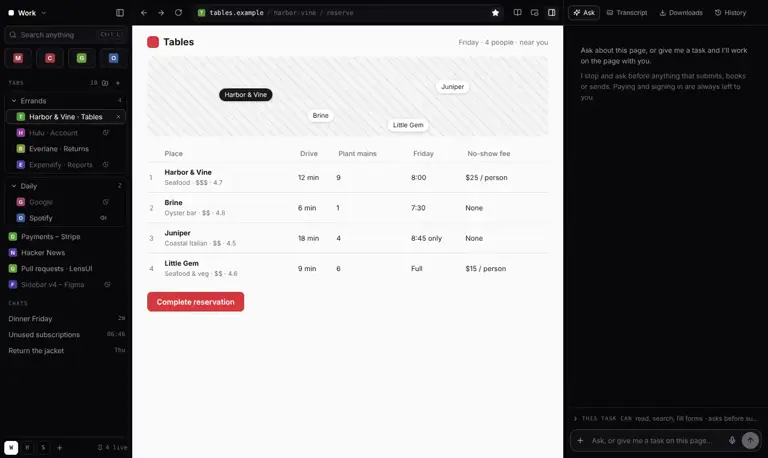 Work
tables.example / harbor-vine / reserve
Ask
Transcript
Downloads
History
Search anything
Ctrl L
M
C
G
O
TABS
10
Errands
4
T
Harbor & Vine · Tables
H
Hulu · Account
E
Everlane · Returns
E
Expensify · Reports
Daily
2
G
Google
S
Spotify
Payments – Stripe
N
Hacker News
Pull requests · LensUI
Sidebar v4 – Figma
CHATS
Dinner Friday
2m
Unused subscriptions
06:46
Return the jacket
Thu
W
H
S
4 live
Tables
Friday · 4 people · near you
Harbor & Vine
Juniper
Brine
Little Gem
Place
Drive
Plant mains
Friday
No-show fee
1
Harbor & Vine
Seafood · $$$ · 4.7
12 min
9
8:00
$25 / person
2
Brine
Oyster bar · $$ · 4.8
6 min
1
7:30
None
3
Juniper
Coastal Italian · $$ · 4.5
18 min
4
8:45 only
None
4
Little Gem
Seafood & veg · $$ · 4.6
9 min
6
Full
$15 / person
Complete reservation
Ask about this page, or give me a task and I'll work
on the page with you.
I stop and ask before anything that submits, books
or sends. Paying and signing in are always left to
you.
THIS TASK CAN read, search, fill forms · asks before su…
Ask, or give me a task on this page...